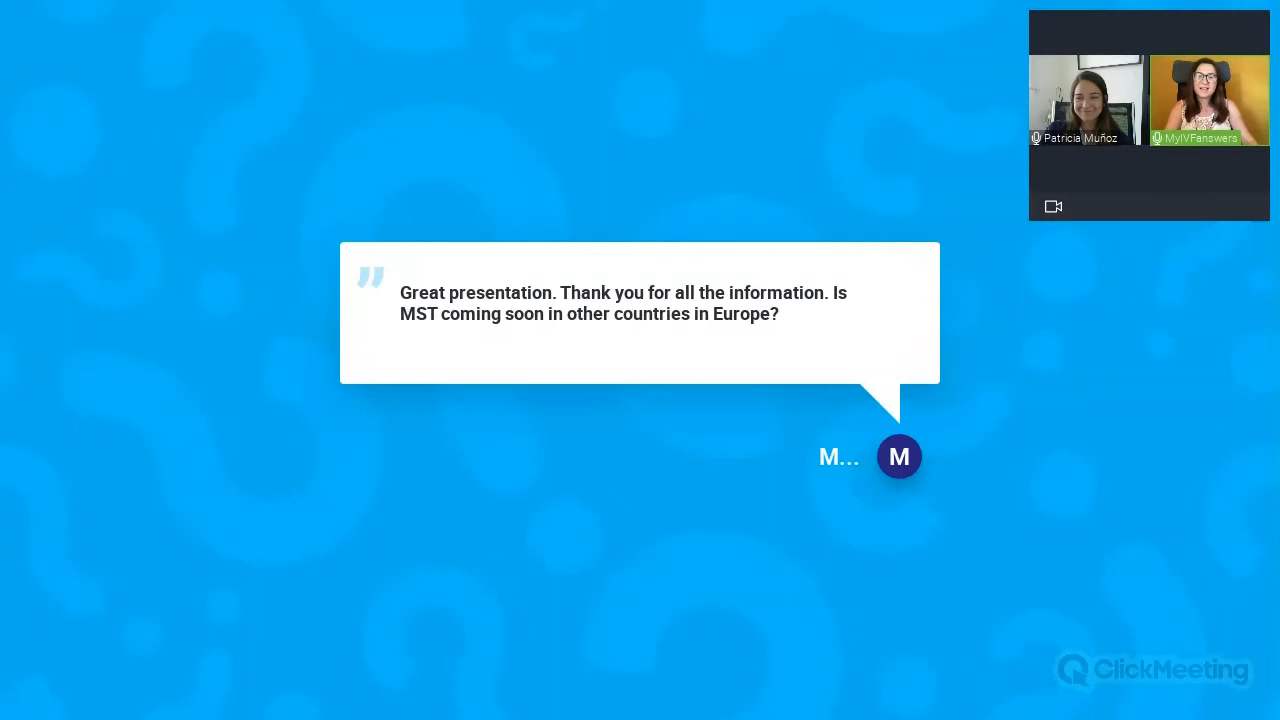 Patricia Muñoz
MyIVFanswers
Great presentation. Thank you for all the information. Is
MST coming soon in other countries in Europe?
M...
M
ClickMeeting